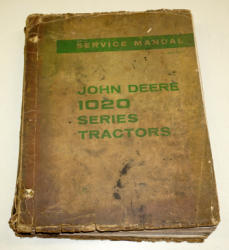 SERVICE MANUAL
JOHN DEERE
1020
SERIES
TRACTORS